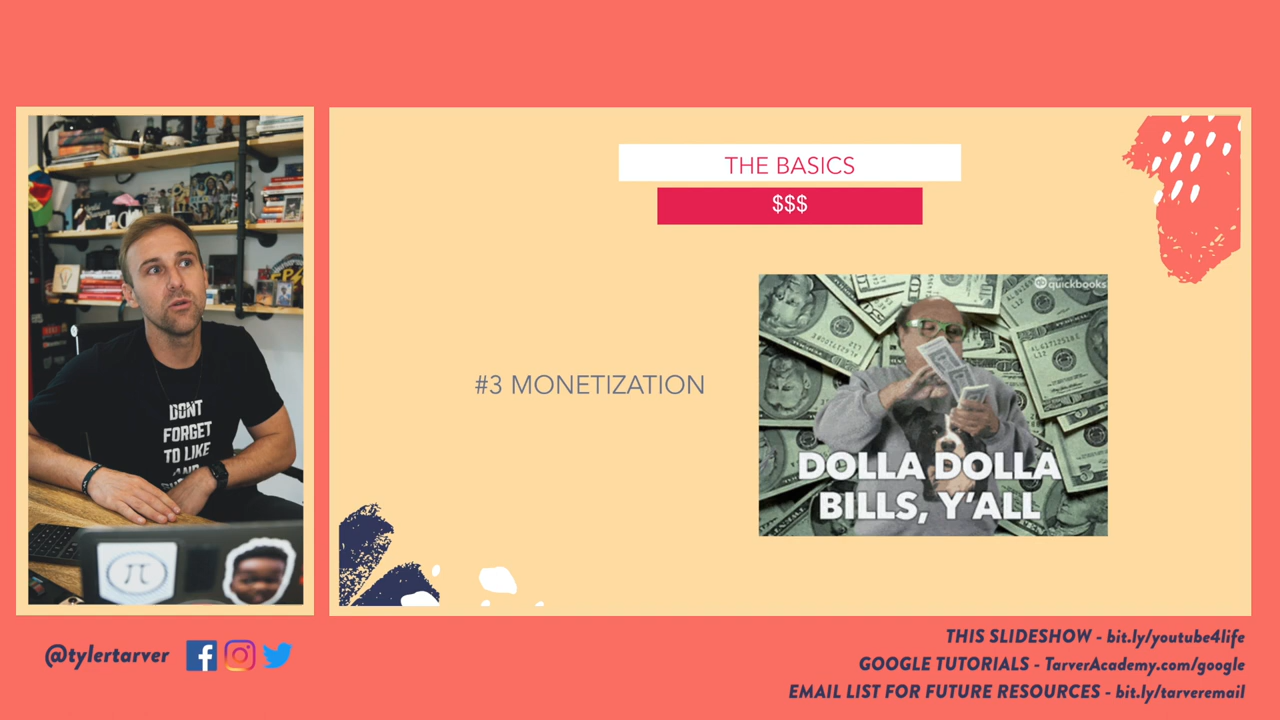 THE BASICS
$$$
#3 MONETIZATION
quickbooks
DOLLA DOLLA
BILLS, Y'ALL
DONT
FORGET
TO LIKE
AND
π
@tylertarver
THIS SLIDESHOW - bit.ly/youtube4life
GOOGLE TUTORIALS - TarverAcademy.com/google
EMAIL LIST FOR FUTURE RESOURCES - bit.ly/tarveremail